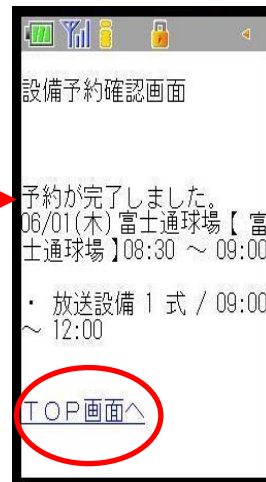 設備予約確認画面
予約が完了しました。
06/01(木)富士通球場【 富
士通球場】08:30 ～ 09:00
・ 放送設備 1 式 / 09:00
～ 12:00
ＴＯＰ画面へ